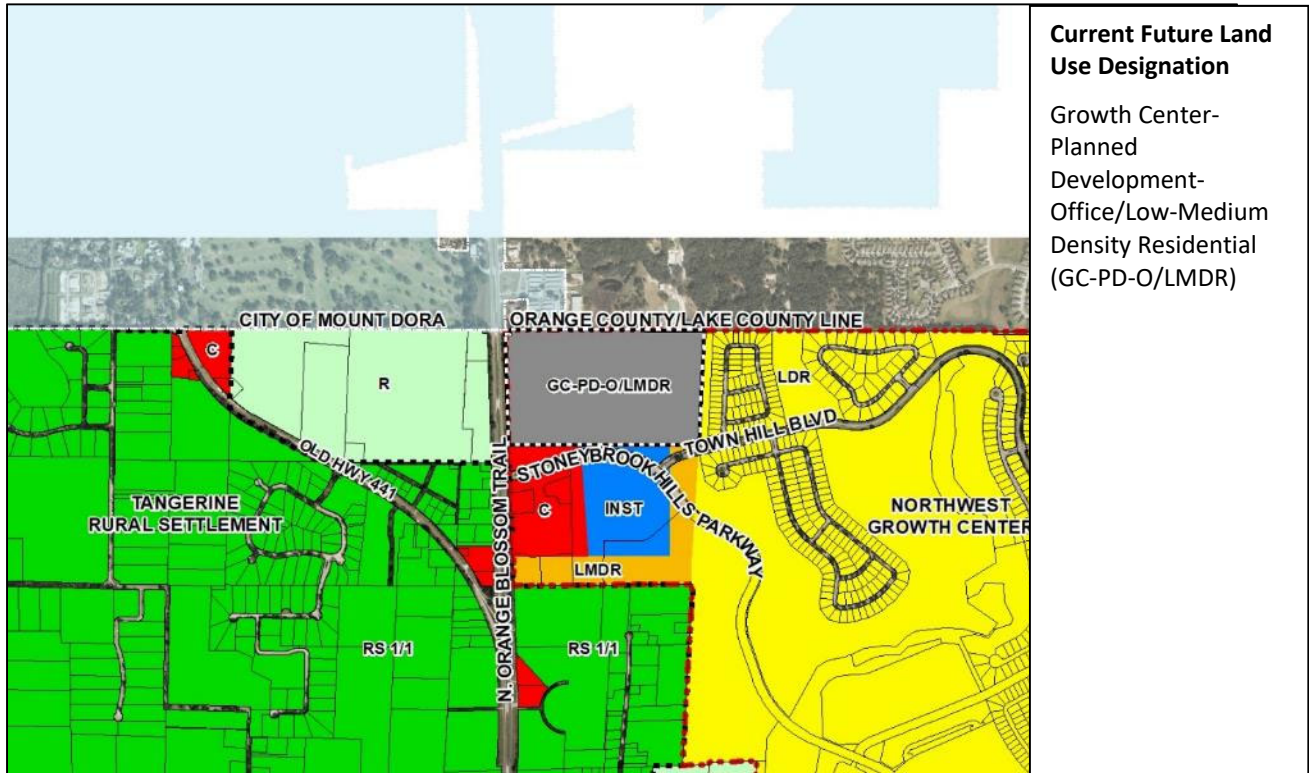 Current Future Land
Use Designation
Growth Center-
Planned
Development-
Office/Low-Medium
Density Residential
(GC-PD-O/LMDR)
CITY OF MOUNT DORA
ORANGE COUNTY/LAKE COUNTY LINE
C
R
GC-PD-O/LMDR
LDR
TOWN HILL BLVD
OLD HWY 441
STONEYBROOK HILLS PARKWAY
N. ORANGE BLOSSOM TRAIL
TANGERINE
RURAL SETTLEMENT
C
INST
NORTHWEST
GROWTH CENTER
LMDR
RS 1/1
RS 1/1